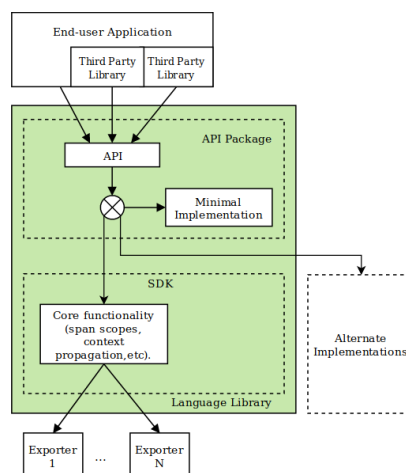 End-user Application
Third Party
Library
Third Party
Library
API Package
API
Minimal
Implementation
SDK
Core functionality
(span scopes,
context
propagation,etc).
Alternate
Implementations
Language Library
Exporter
1
...
Exporter
N